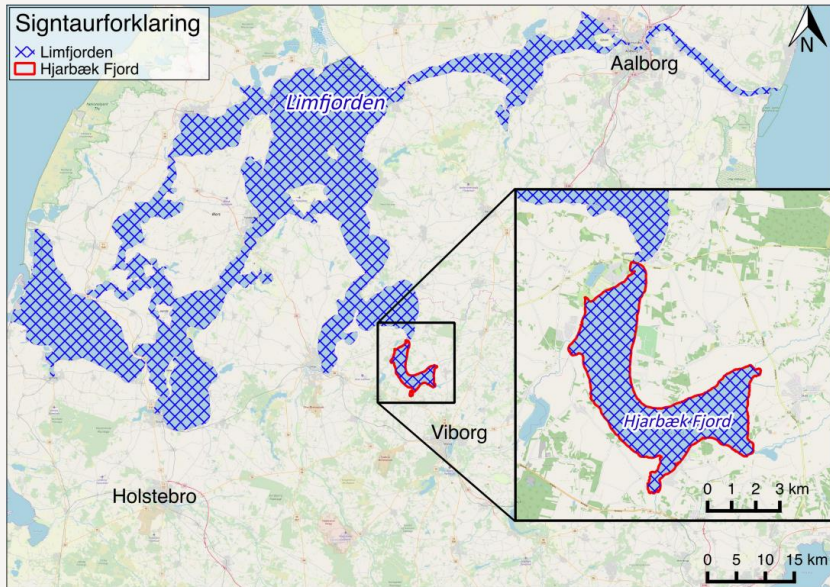 Signtaurforklaring
Limfjorden
Hjarbæk Fjord
N
Aalborg
Limfjorden
Hjarbæk Fjord
Viborg
Holstebro
0 1 2 3 km
0 5 10 15 km